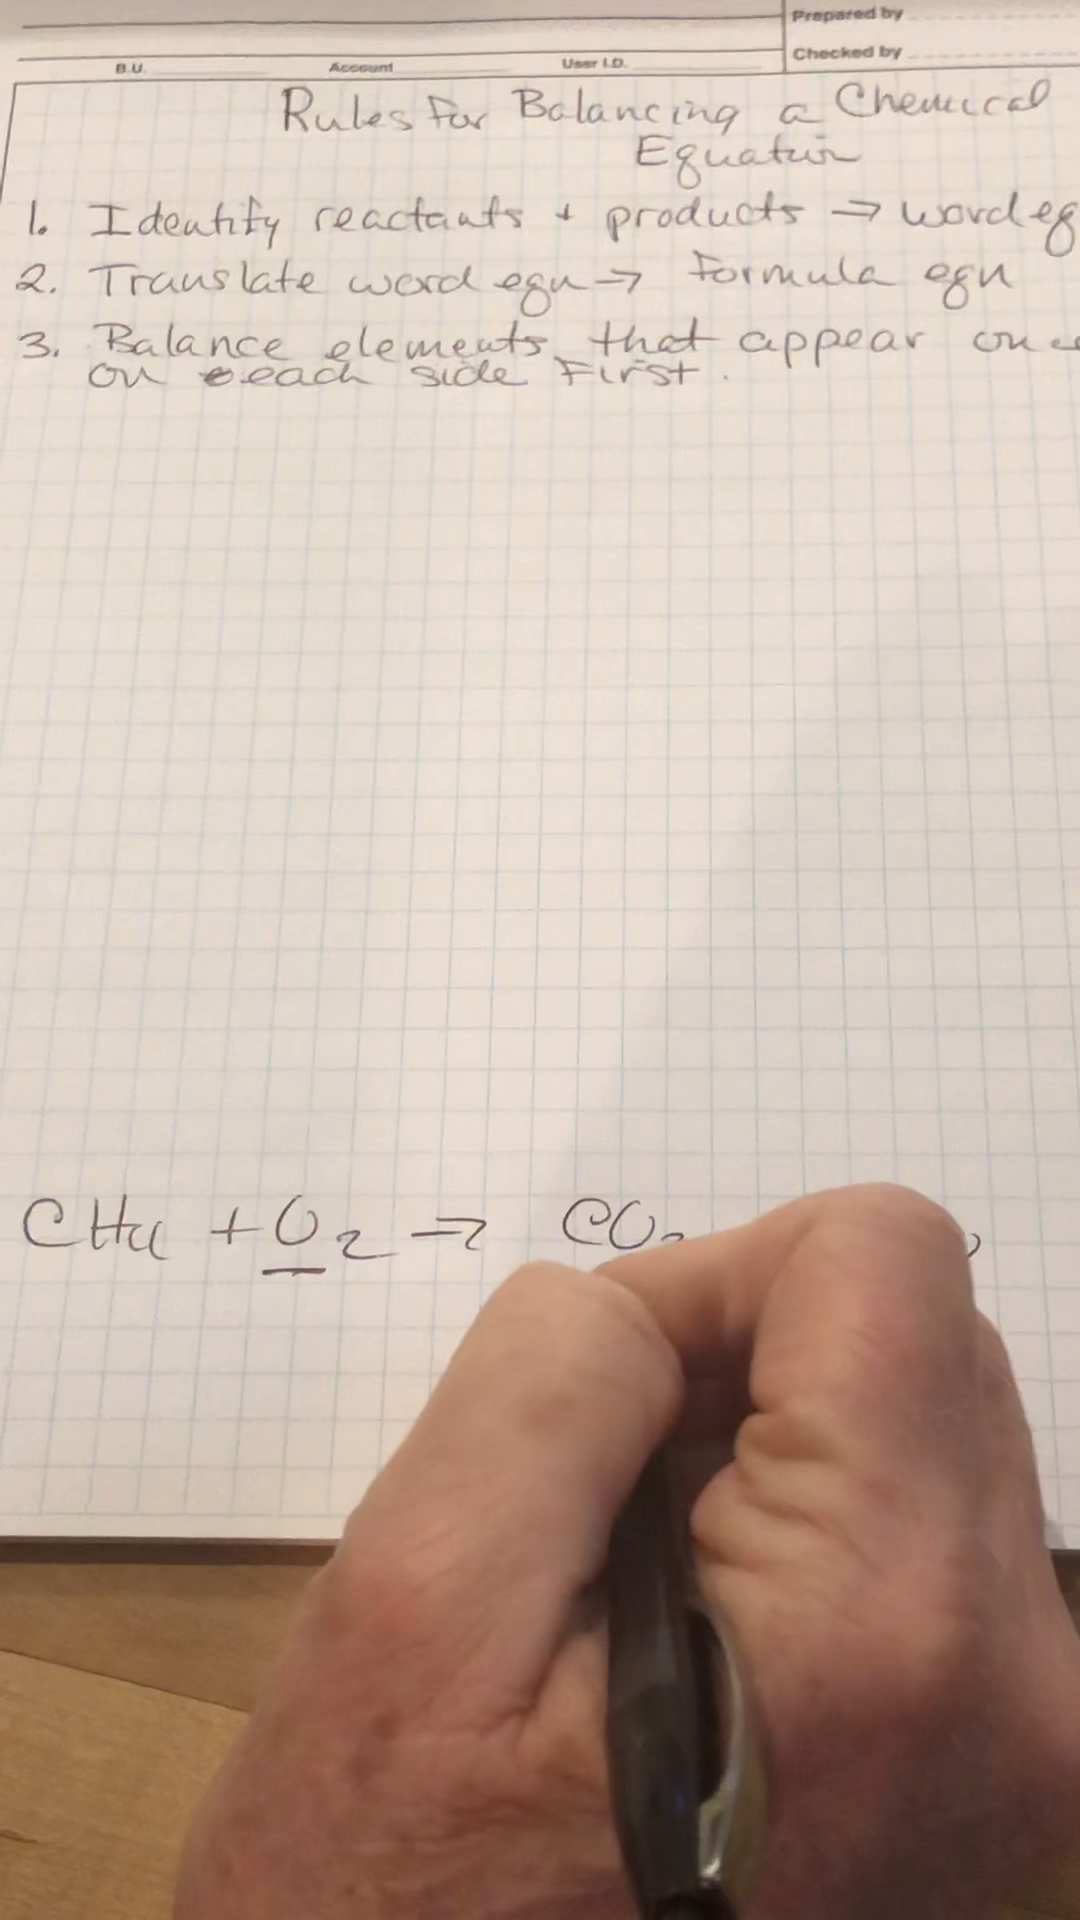 Prepared by
Checked by
B.U. Account User I.D.
Rules for Balancing a Chemical
Equation
1. Identify reactants + products → word eq
2. Translate word eqn → Formula eqn
3. Balance elements that appear once
on each side First.
CH4 + O2 → CO2